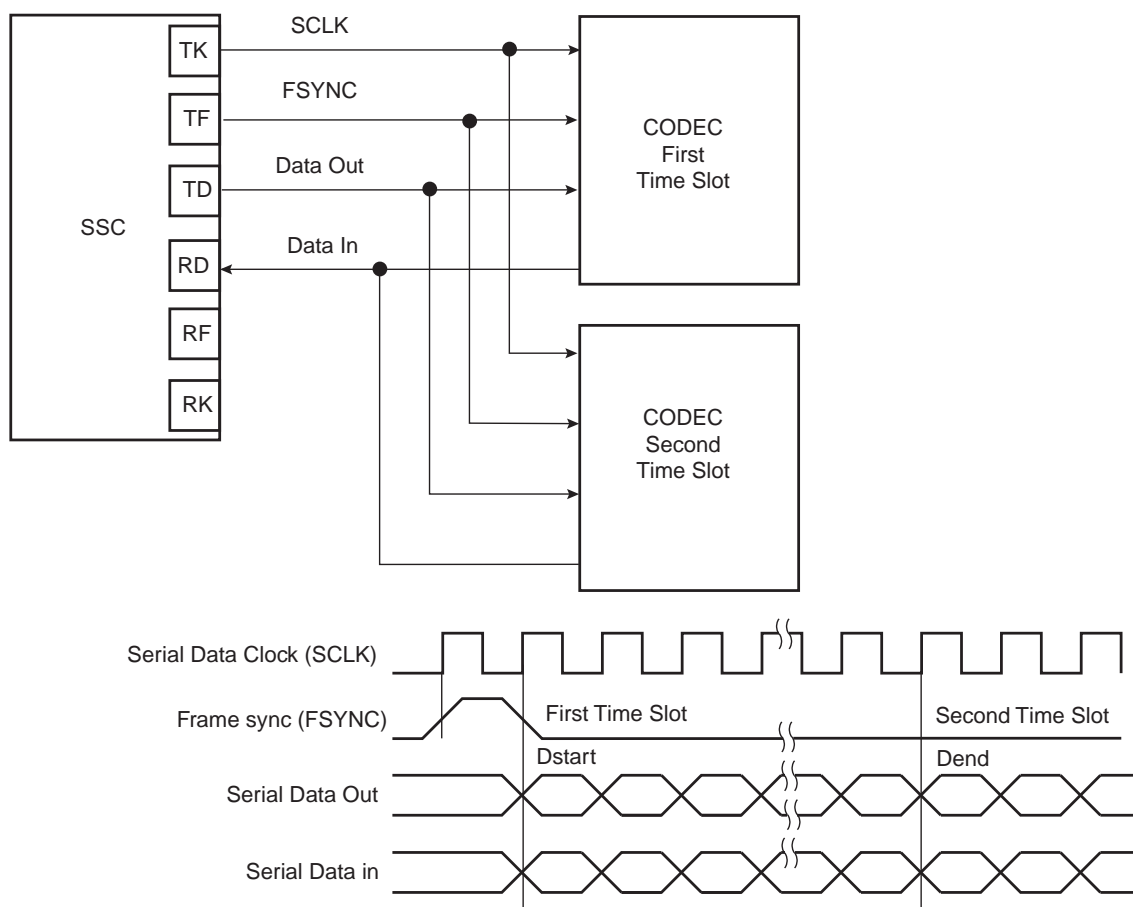 SSC
TK
TF
TD
RD
RF
RK
SCLK
FSYNC
Data Out
Data In
CODEC
First
Time Slot
CODEC
Second
Time Slot
Serial Data Clock (SCLK)
Frame sync (FSYNC)
First Time Slot
Second Time Slot
Dstart
Dend
Serial Data Out
Serial Data in